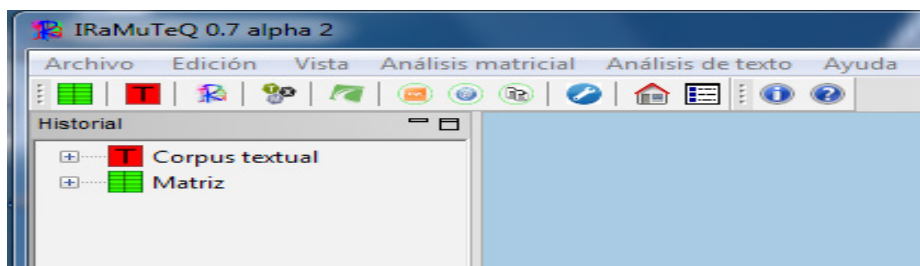 IRaMuTeQ 0.7 alpha 2
Archivo Edición Vista Análisis matricial Análisis de texto Ayuda
T
Historial
T Corpus textual
Matriz